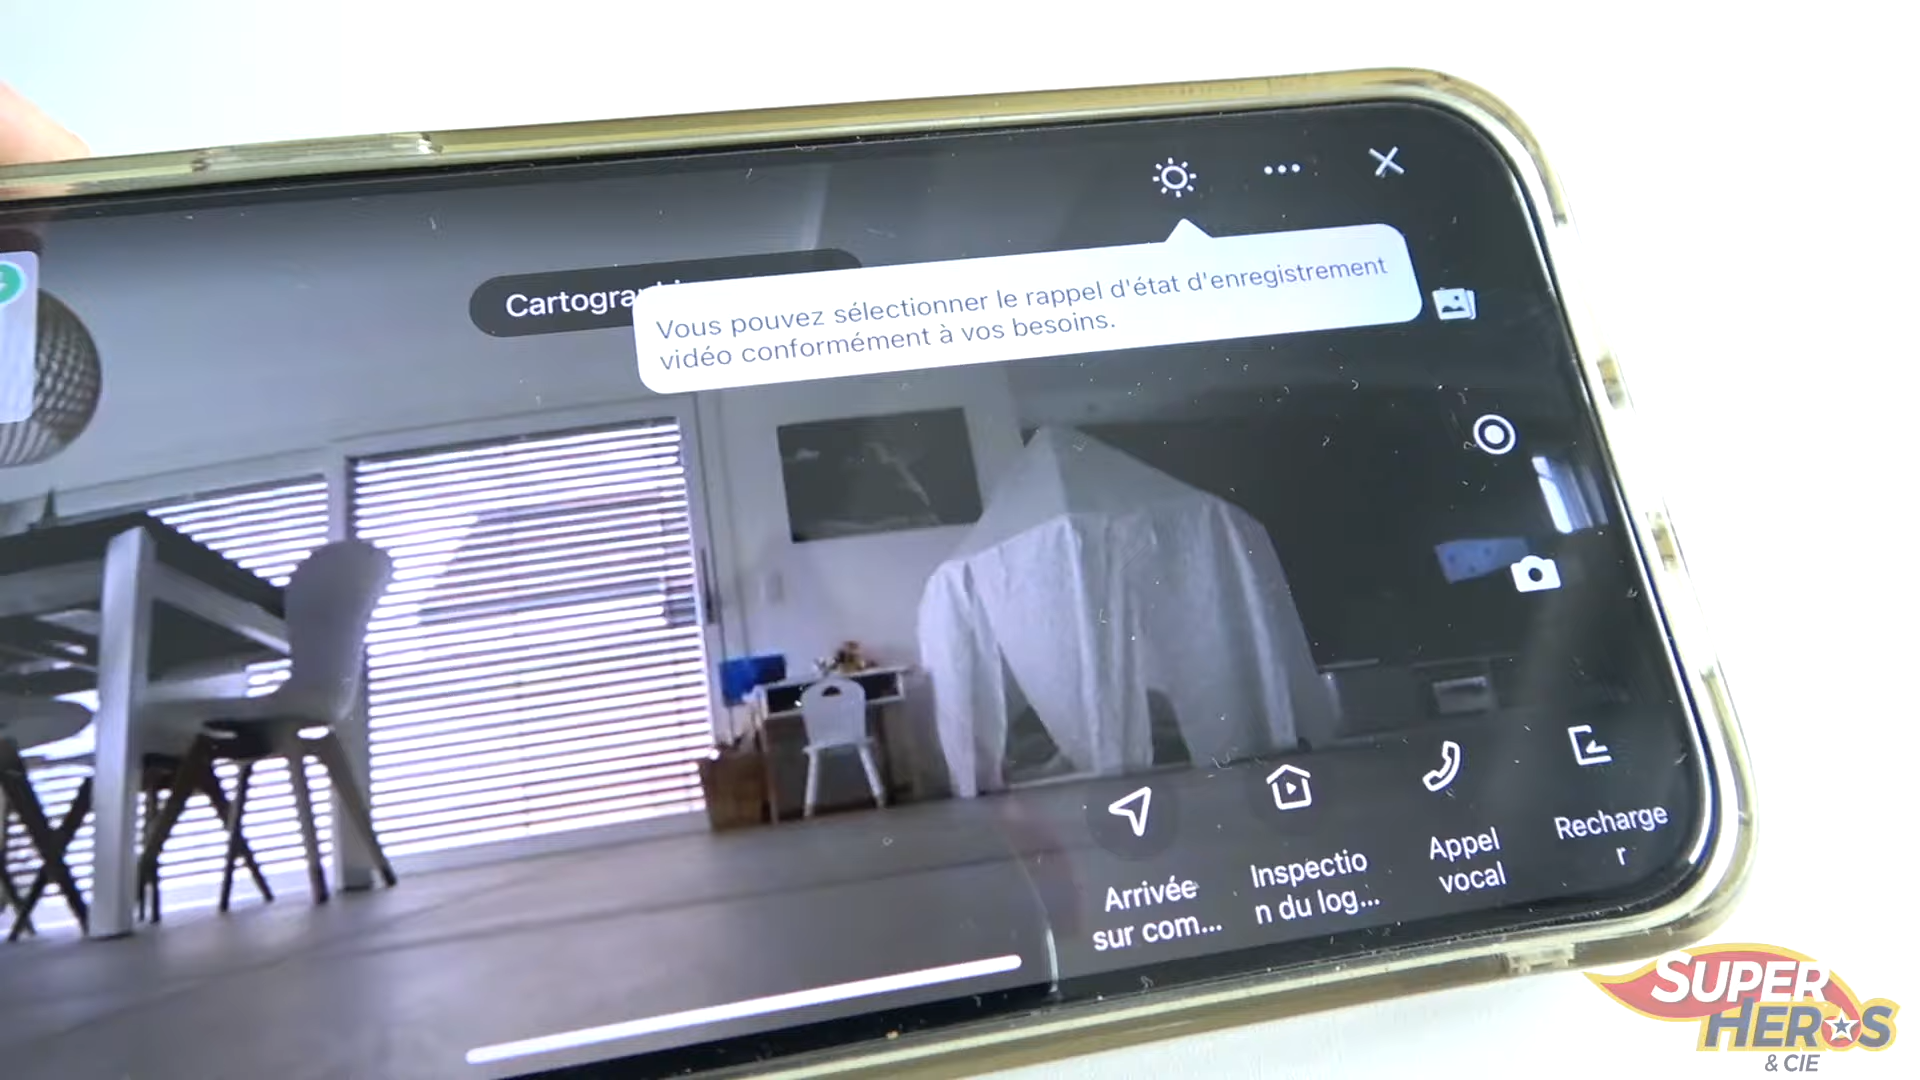 Vous pouvez sélectionner le rappel d'état d'enregistrement
vidéo conformément à vos besoins.
Arrivée
sur com...
Inspectio
n du log...
Appel
vocal
Recharge
r
SUPER
HEROS
& CIE